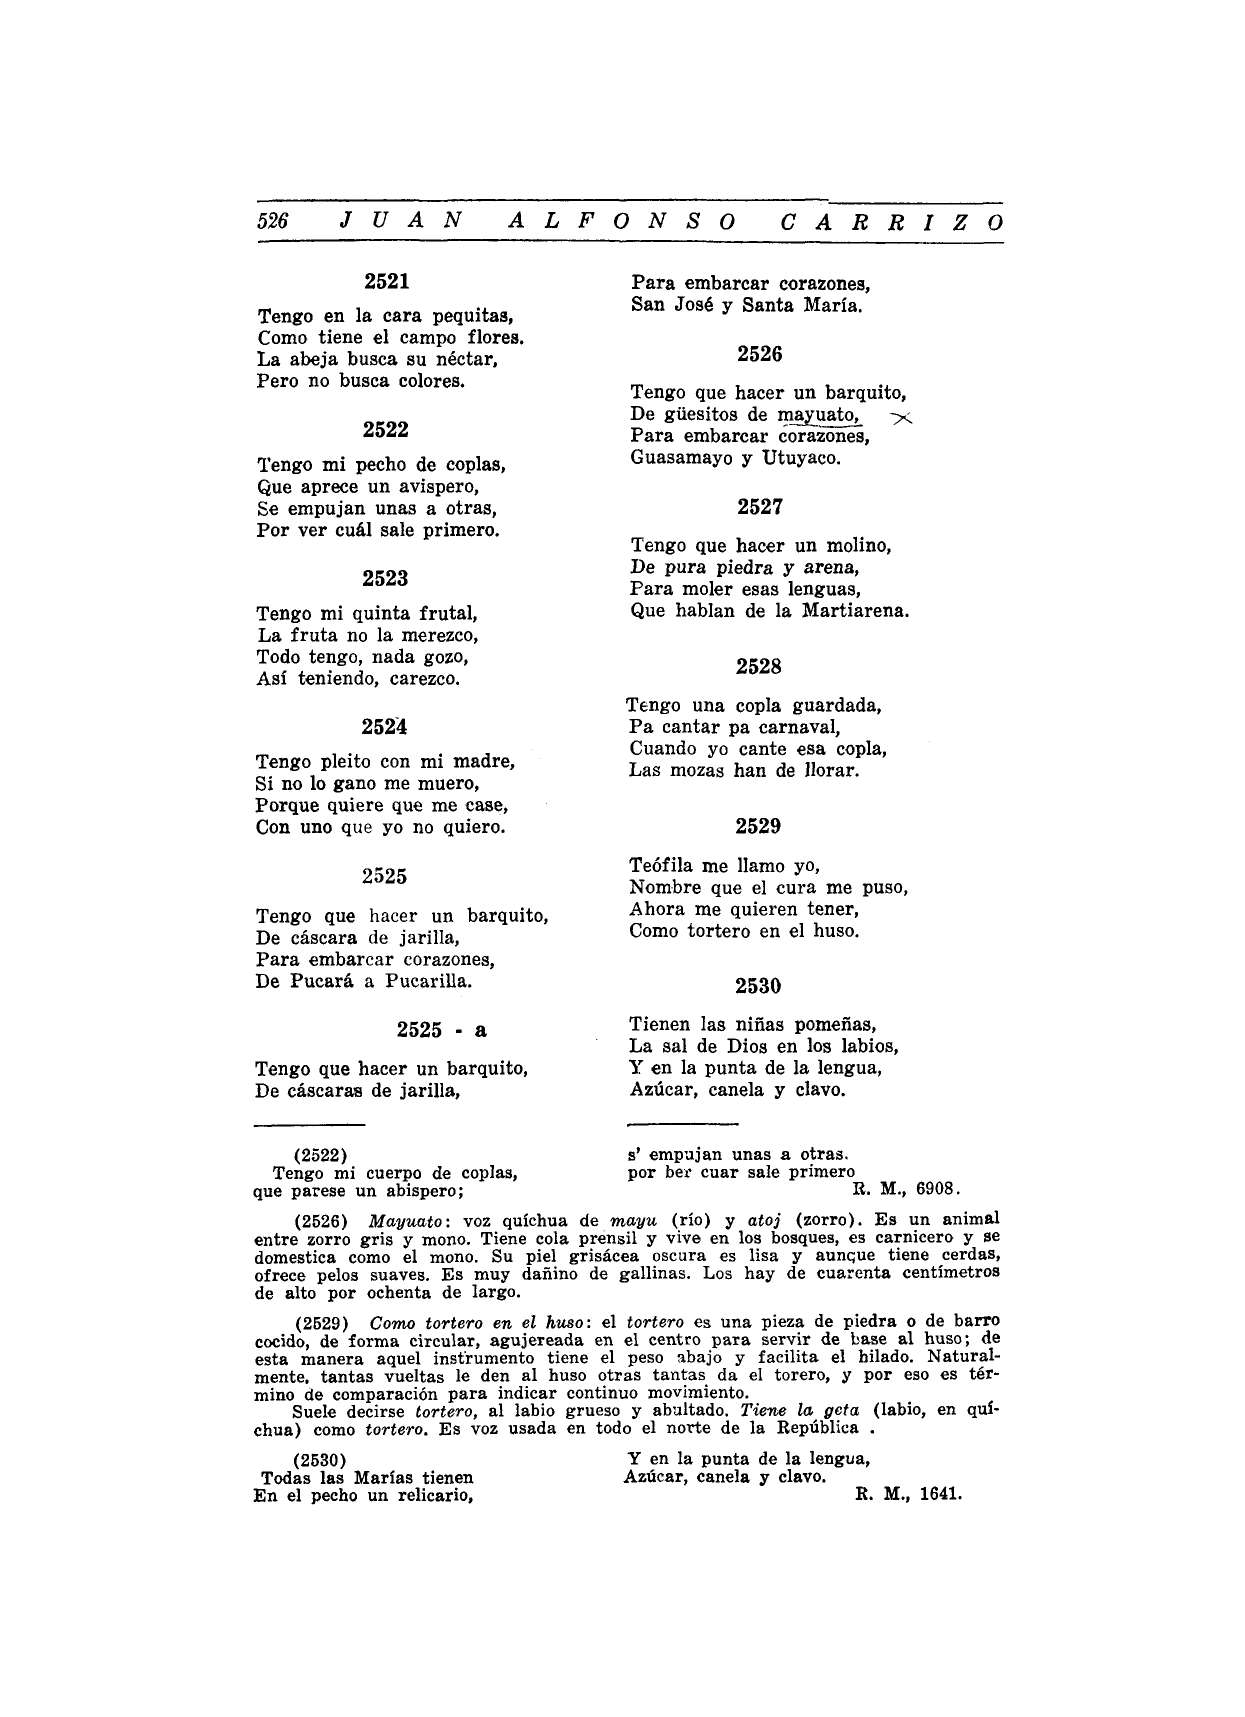 526 JUAN ALFONSO CARRIZO
2521
Tengo en la cara pequitas,
Como tiene el campo flores.
La abeja busca su néctar,
Pero no busca colores.
2522
Tengo mi pecho de coplas,
Que aprece un avispero,
Se empujan unas a otras,
Por ver cuál sale primero.
2523
Tengo mi quinta frutal,
La fruta no la merezco,
Todo tengo, nada gozo,
Así teniendo, carezco.
2524
Tengo pleito con mi madre,
Si no lo gano me muero,
Porque quiere que me case,
Con uno que yo no quiero.
2525
Tengo que hacer un barquito,
De cáscara de jarilla,
Para embarcar corazones,
De Pucará a Pucarilla.
2525 - a
Tengo que hacer un barquito,
De cáscaras de jarilla,
Para embarcar corazones,
San José y Santa María.
2526
Tengo que hacer un barquito,
De güesitos de mayuato,
Para embarcar corazones,
Guasamayo y Utuyaco.
2527
Tengo que hacer un molino,
De pura piedra y arena,
Para moler esas lenguas,
Que hablan de la Martiarena.
2528
Tengo una copla guardada,
Pa cantar pa carnaval,
Cuando yo cante esa copla,
Las mozas han de llorar.
2529
Teófila me llamo yo,
Nombre que el cura me puso,
Ahora me quieren tener,
Como tortero en el huso.
2530
Tienen las niñas pomeñas,
La sal de Dios en los labios,
Y en la punta de la lengua,
Azúcar, canela y clavo.
(2522)
Tengo mi cuerpo de coplas,
que parese un abispero;
s' empujan unas a otras.
por ber cuar sale primero
R. M., 6908.
(2526) Mayuato: voz quíchua de mayu (río) y atoj (zorro). Es un animal
entre zorro gris y mono. Tiene cola prensil y vive en los bosques, es carnicero y se
domestica como el mono. Su piel grisácea oscura es lisa y aunque tiene cerdas,
ofrece pelos suaves. Es muy dañino de gallinas. Los hay de cuarenta centímetros
de alto por ochenta de largo.
(2529) Como tortero en el huso: el tortero es una pieza de piedra o de barro
cocido, de forma circular, agujereada en el centro para servir de base al huso; de
esta manera aquel instrumento tiene el peso abajo y facilita el hilado. Natural-
mente, tantas vueltas le den al huso otras tantas da el torero, y por eso es tér-
mino de comparación para indicar continuo movimiento.
Suele decirse tortero, al labio grueso y abultado. Tiene la geta (labio, en quí-
chua) como tortero. Es voz usada en todo el norte de la República .
(2530)
Todas las Marías tienen
En el pecho un relicario,
Y en la punta de la lengua,
Azúcar, canela y clavo.
R. M., 1641.